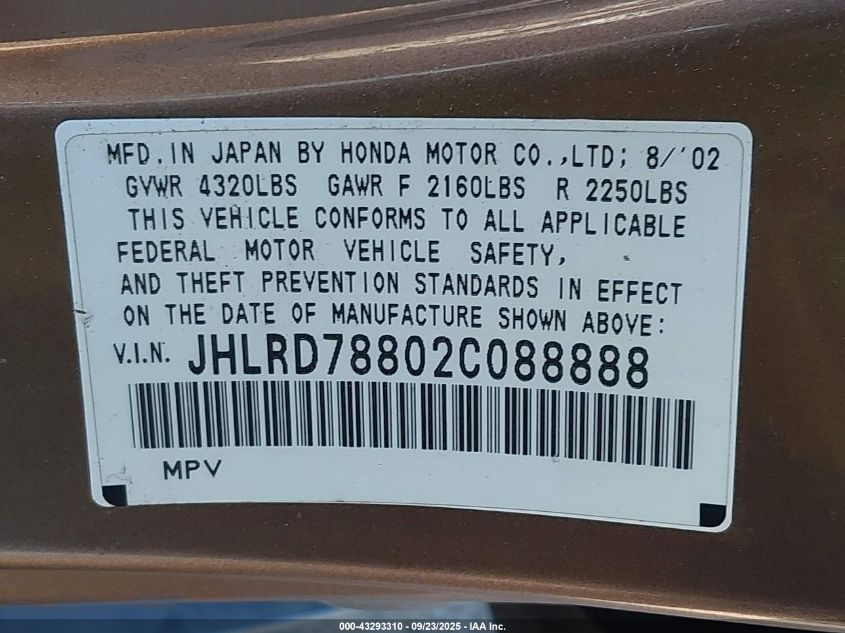 MFD.IN JAPAN BY HONDA MOTOR CO.,LTD; 8/'02
GVWR 4320LBS GAWR F 2160LBS R 2250LBS
THIS VEHICLE CONFORMS TO ALL APPLICABLE
FEDERAL MOTOR VEHICLE SAFETY,
AND THEFT PREVENTION STANDARDS IN EFFECT
ON THE DATE OF MANUFACTURE SHOWN ABOVE:
V.I.N. JHLRD78802C088888
MPV
000-43293310 - 09/23/2025 - IAA Inc.